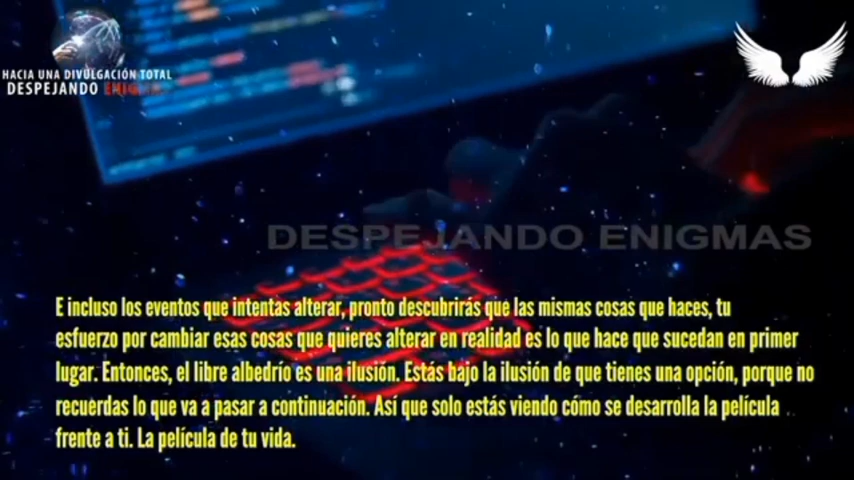 HACIA UNA DIVULGACIÓN TOTAL
DESPEJANDO ENIGMAS
DESPEJANDO ENIGMAS
E incluso los eventos que intentas alterar, pronto descubrirás que las mismas cosas que haces, tu
esfuerzo por cambiar esas cosas que quieres alterar en realidad es lo que hace que sucedan en primer
lugar. Entonces, el libre albedrío es una ilusión. Estás bajo la ilusión de que tienes una opción, porque no
recuerdas lo que va a pasar a continuación. Así que solo estás viendo cómo se desarrolla la película
frente a ti. La película de tu vida.